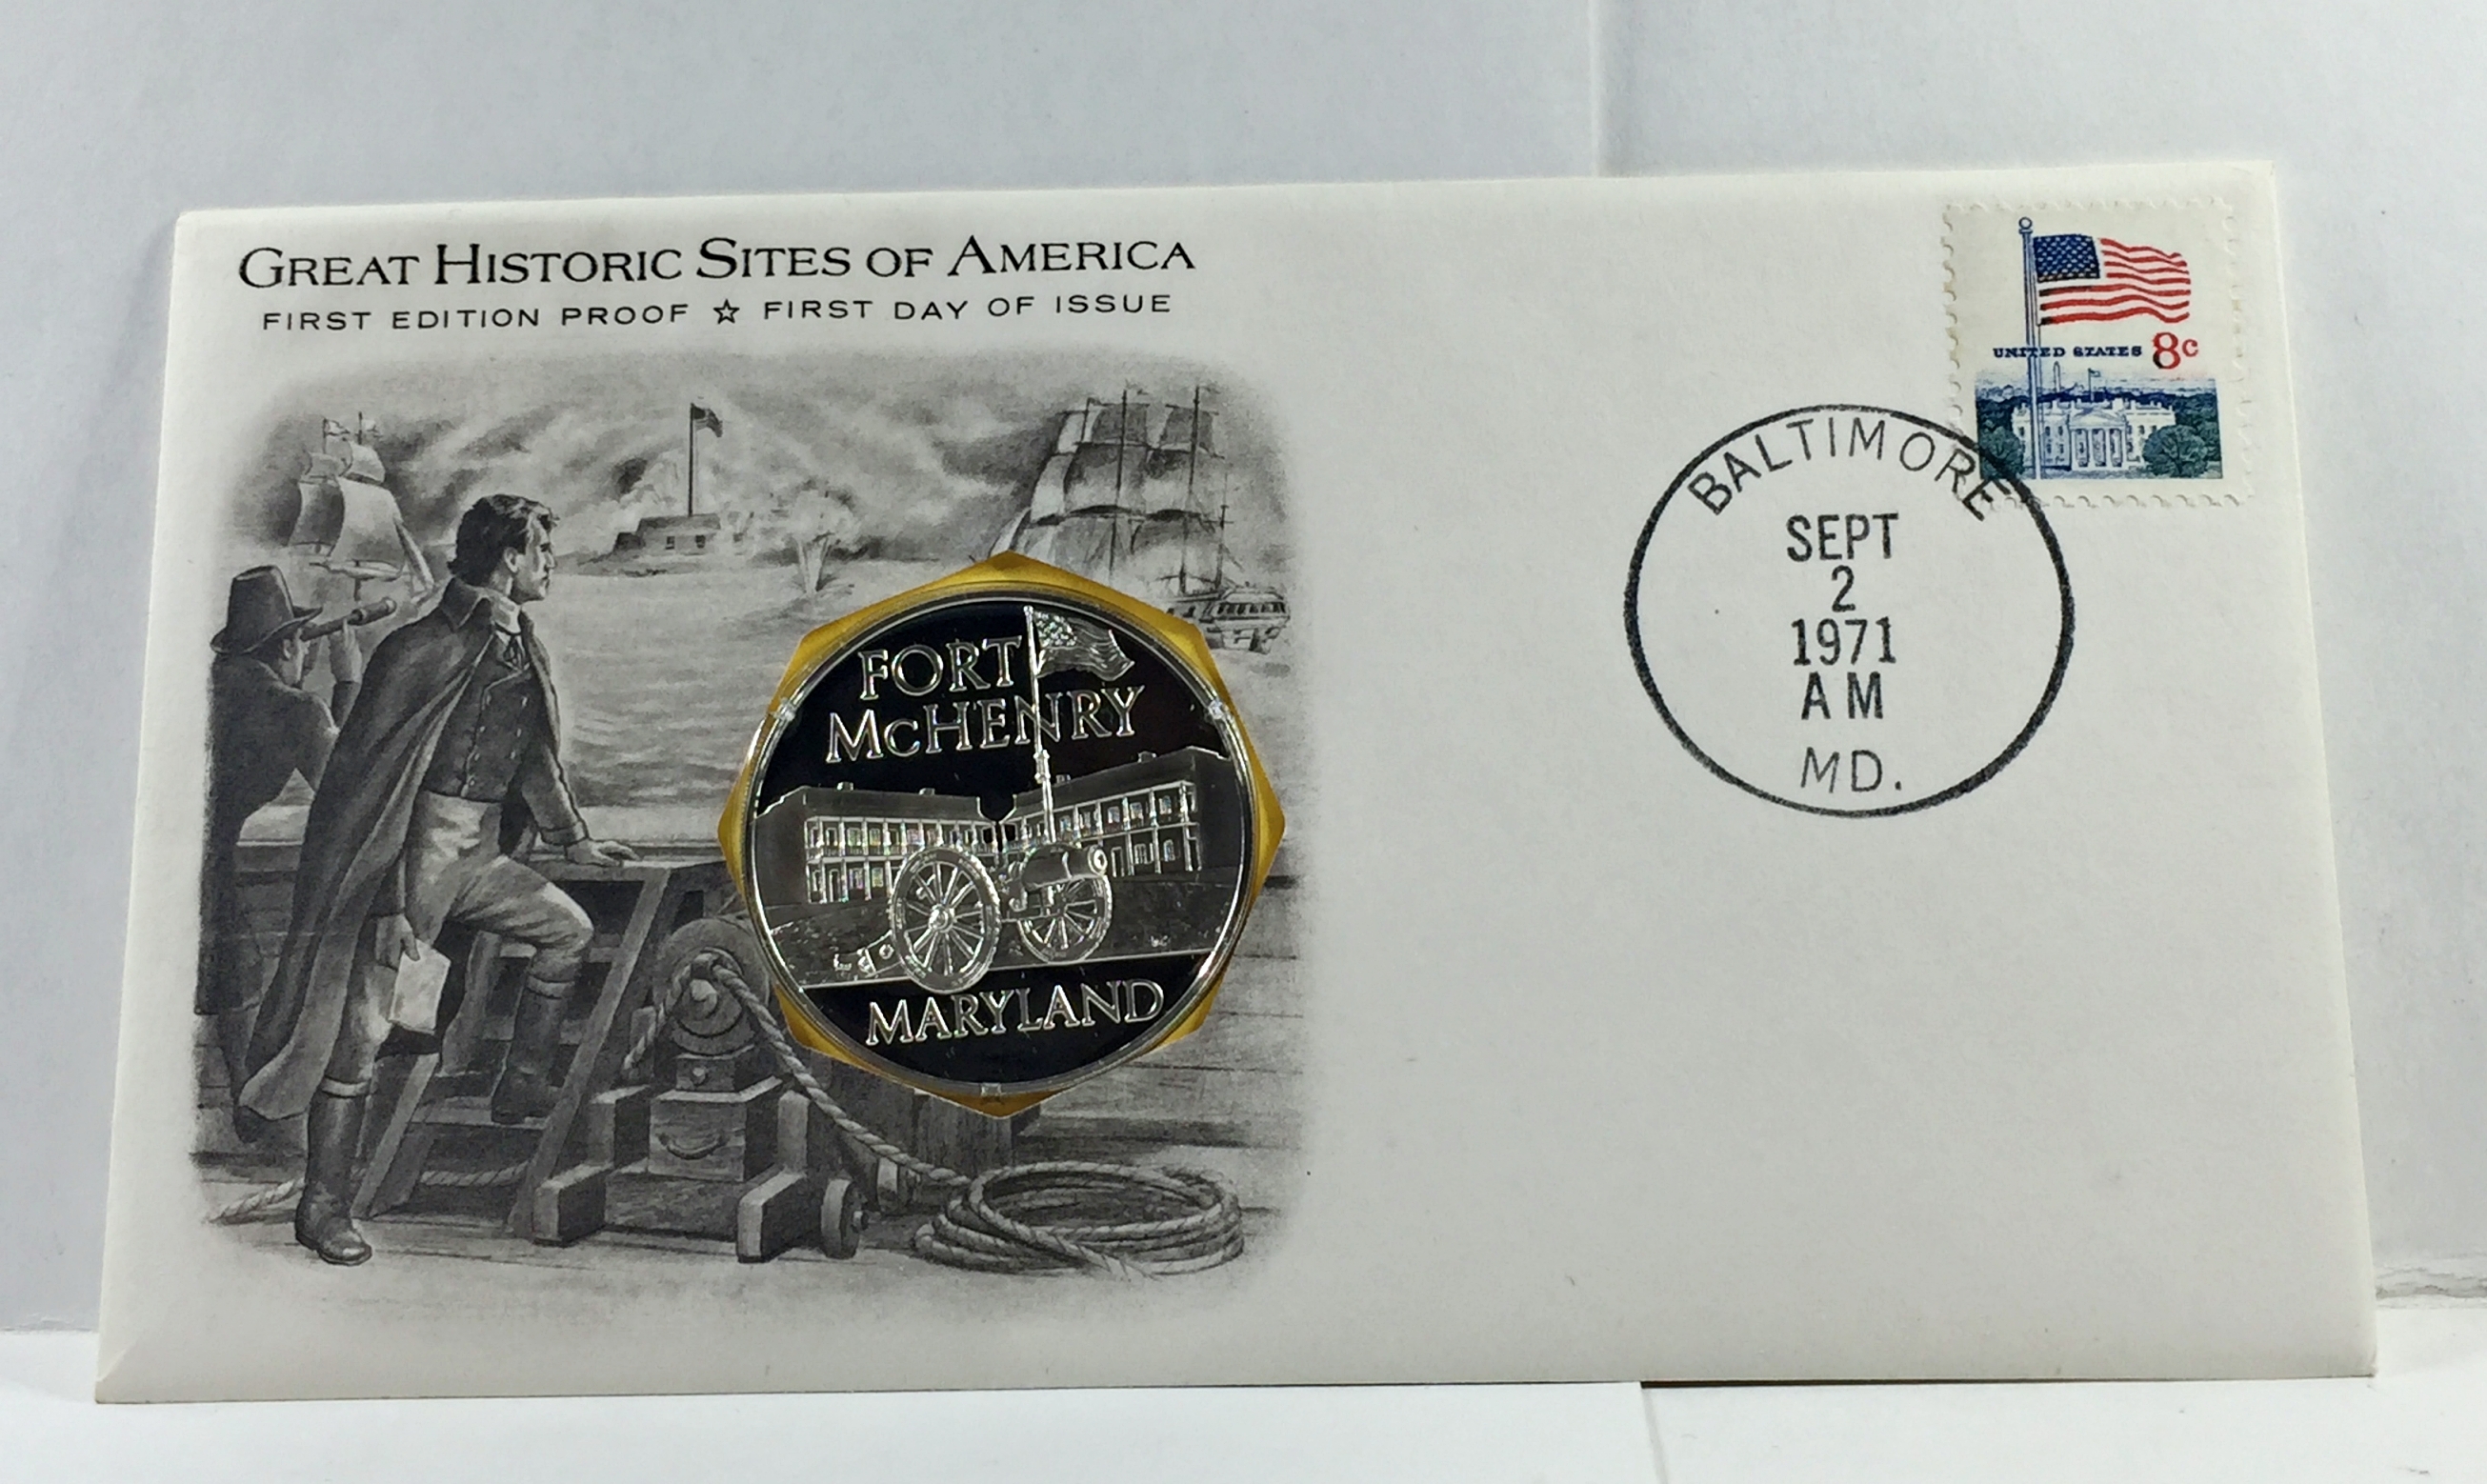 GREAT HISTORIC SITES OF AMERICA
FIRST EDITION PROOF ☆ FIRST DAY OF ISSUE
UNITED STATES 8c
BALTIMORE
SEPT
2
1971
AM
MD.
FORT
McHENRY
MARYLAND